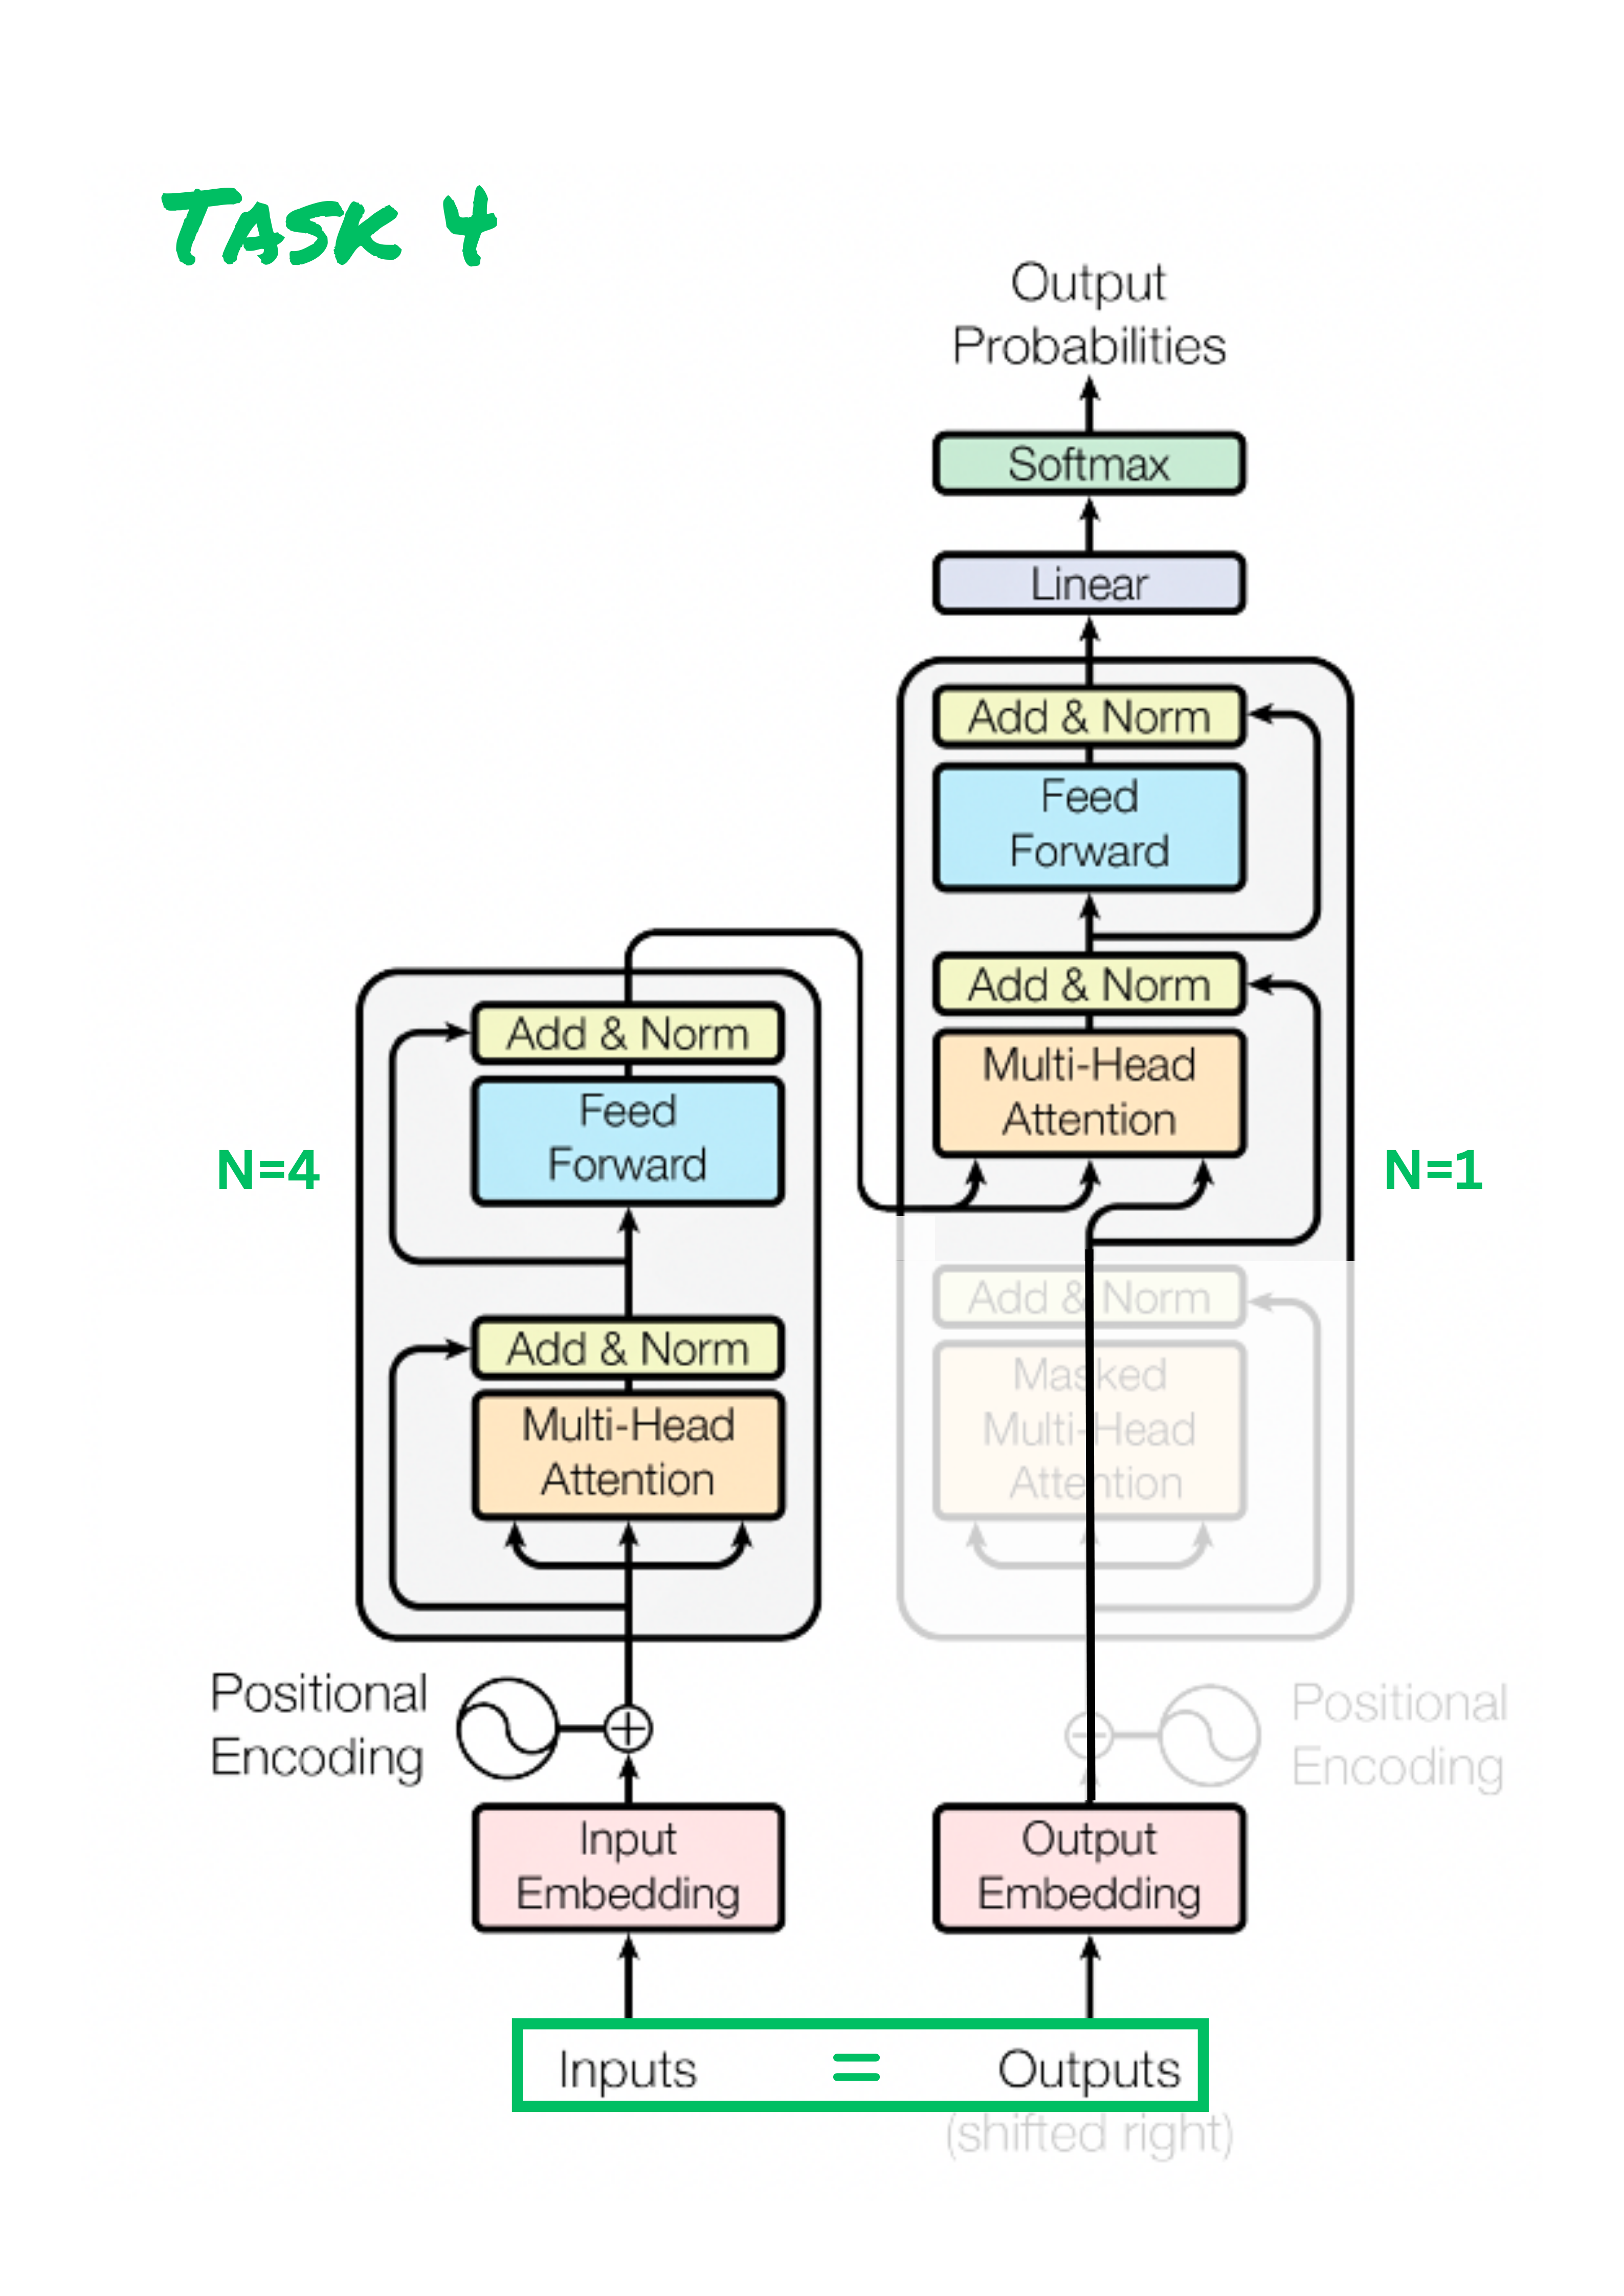 Task 4
Output
Probabilities
Softmax
Linear
Add & Norm
Feed
Forward
Add & Norm
Multi-Head
Attention
N=1
Add & Norm
Masked
Multi-Head
Attention
Add & Norm
Feed
Forward
N=4
Add & Norm
Multi-Head
Attention
Positional
Encoding
Positional
Encoding
Input
Embedding
Output
Embedding
Inputs = Outputs
(shifted right)